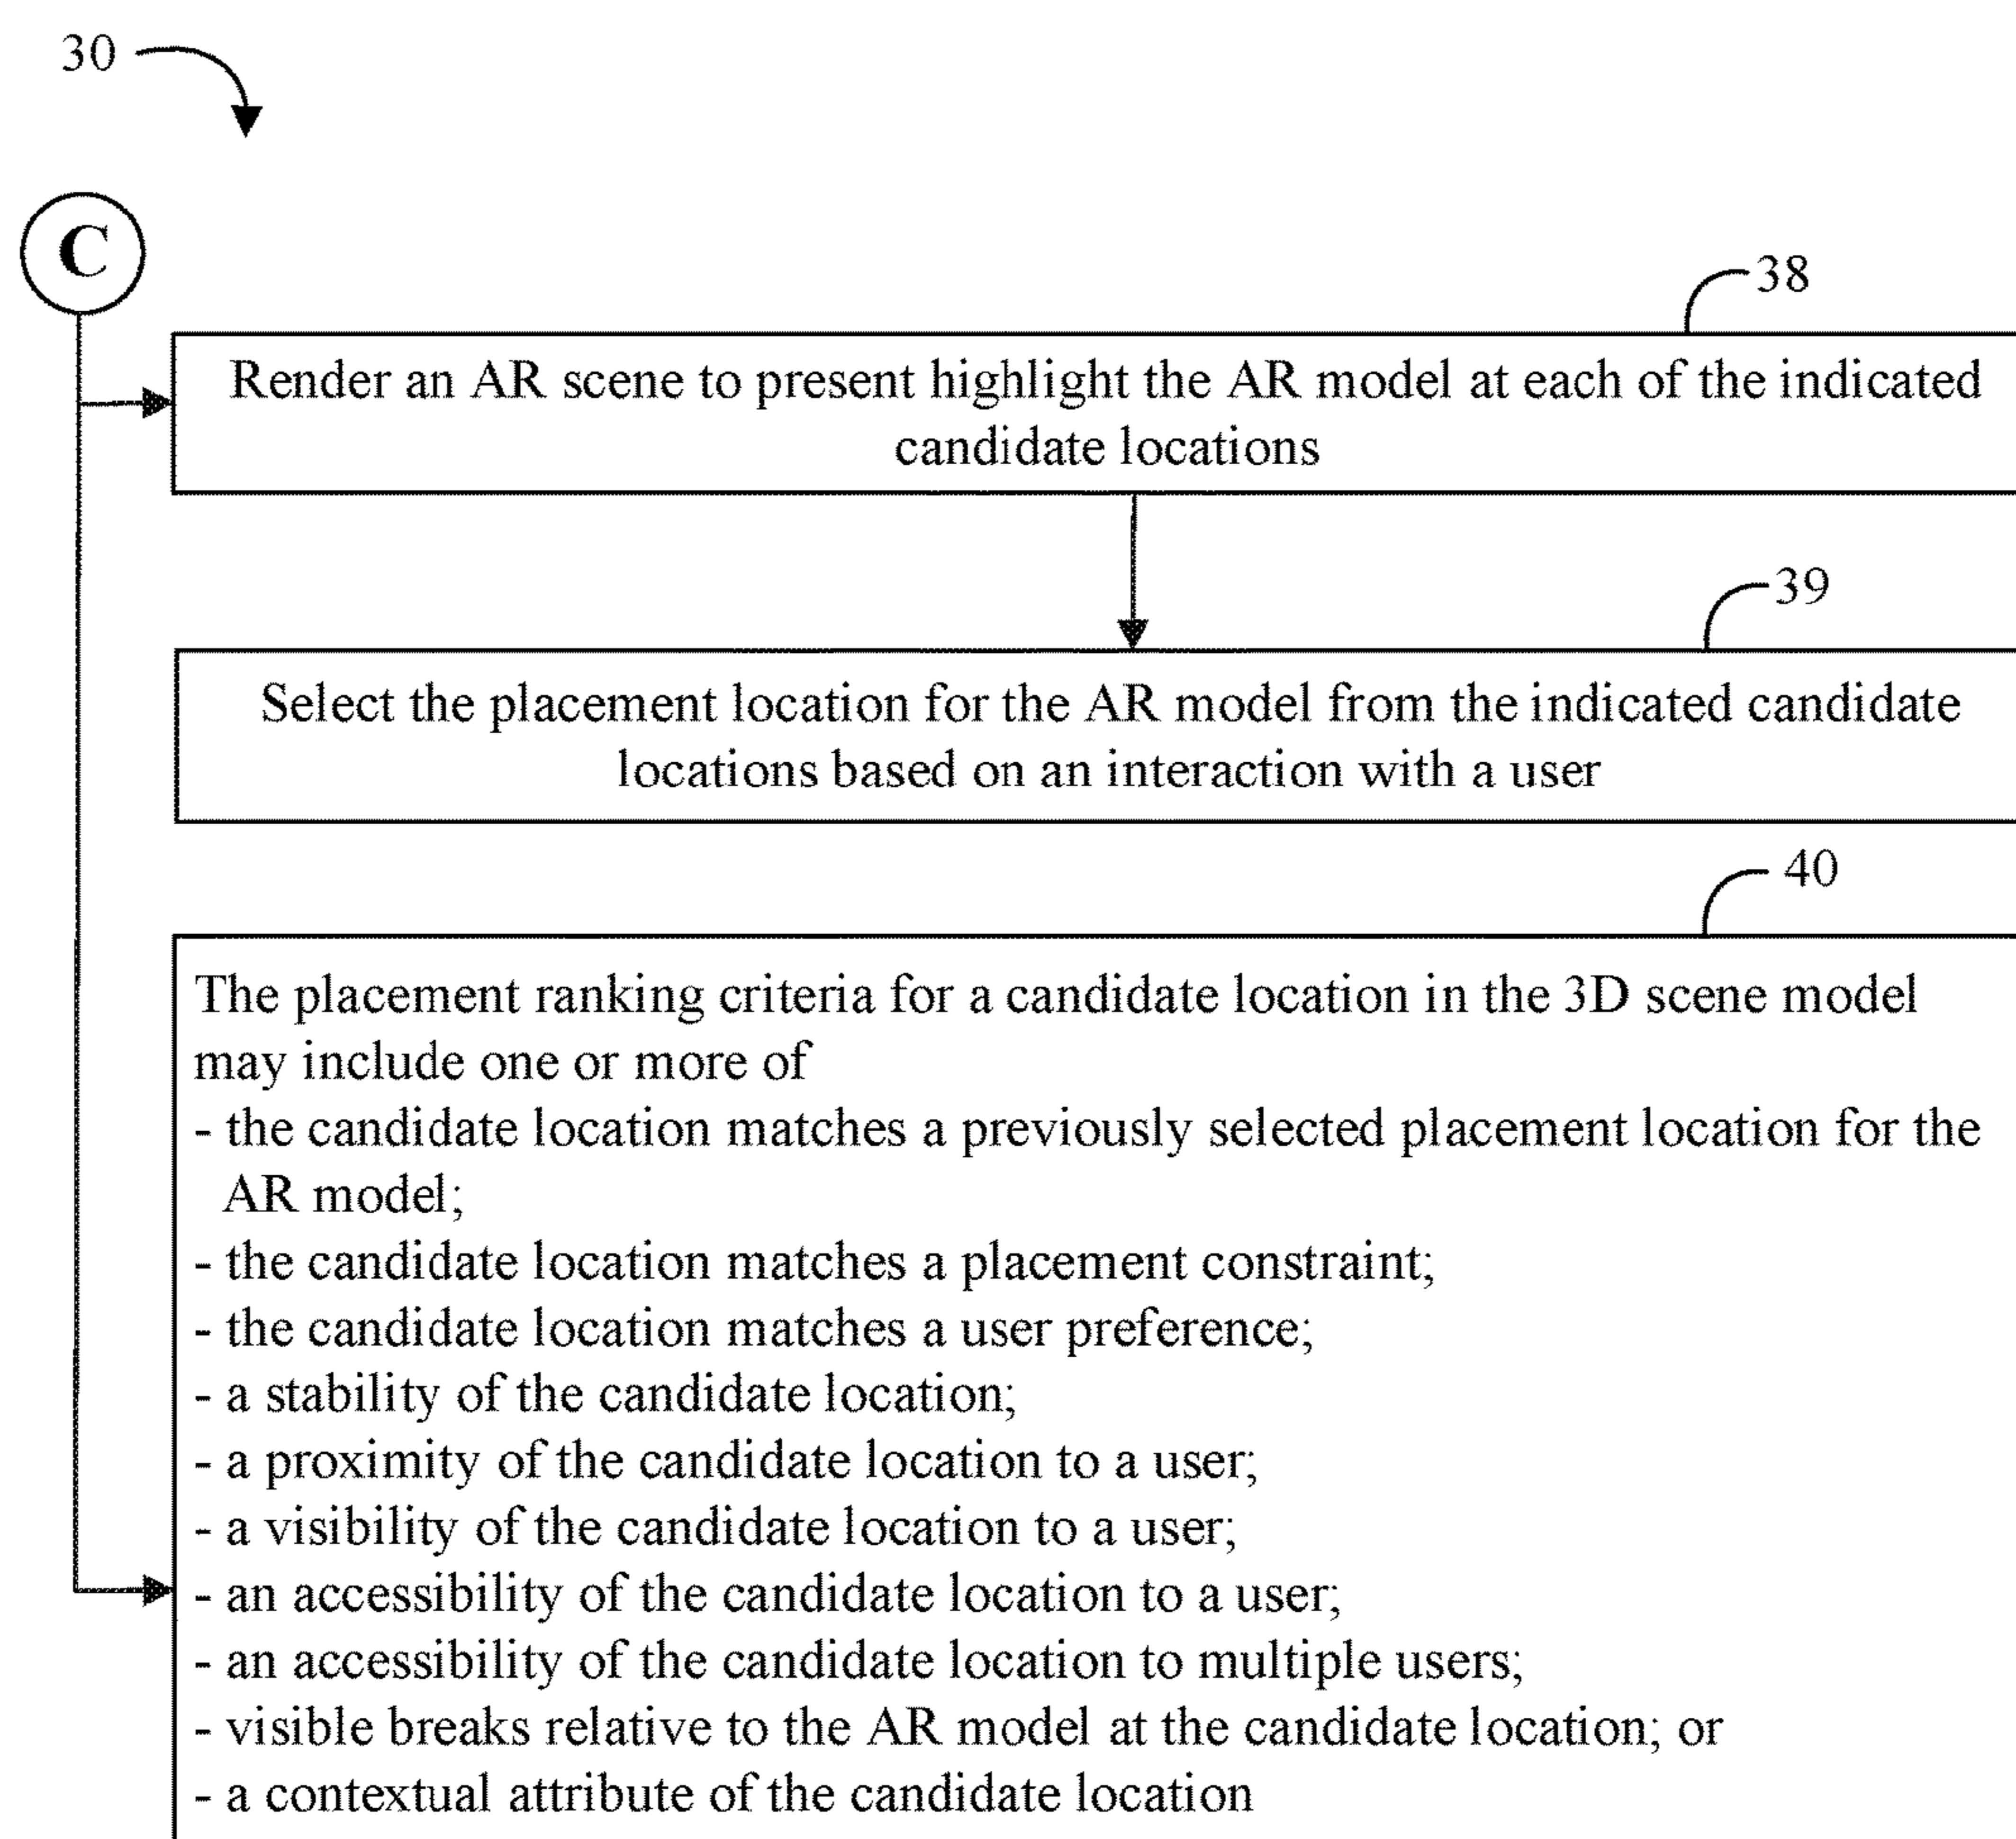 30
C
38
Render an AR scene to present highlight the AR model at each of the indicated
candidate locations
39
Select the placement location for the AR model from the indicated candidate
locations based on an interaction with a user
40
The placement ranking criteria for a candidate location in the 3D scene model
may include one or more of
- the candidate location matches a previously selected placement location for the
AR model;
- the candidate location matches a placement constraint;
- the candidate location matches a user preference;
- a stability of the candidate location;
- a proximity of the candidate location to a user;
- a visibility of the candidate location to a user;
- an accessibility of the candidate location to a user;
- an accessibility of the candidate location to multiple users;
- visible breaks relative to the AR model at the candidate location; or
- a contextual attribute of the candidate location